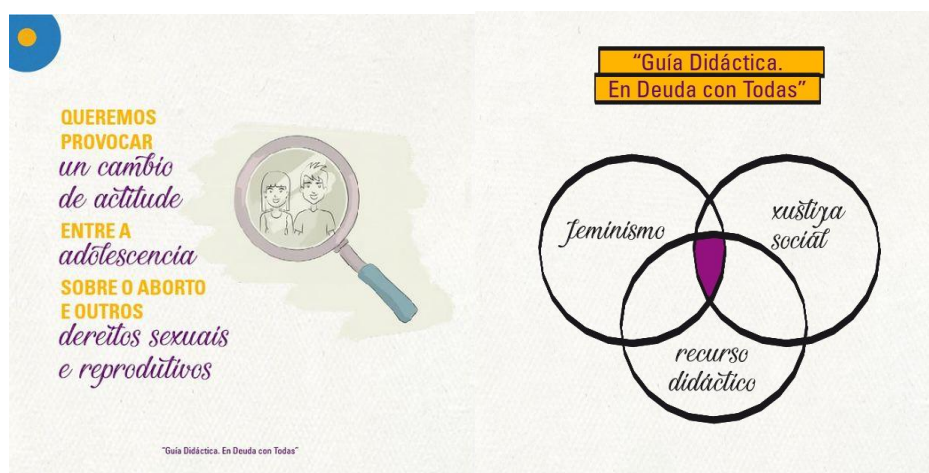 QUEREMOS
PROVOCAR
un cambio
de actitude
ENTRE A
adolescencia
SOBRE O ABORTO
E OUTROS
dereitos sexuais
e reprodutivos
"Guía Didáctica. En Deuda con Todas"
"Guía Didáctica.
En Deuda con Todas"
feminismo
xustiza
social
recurso
didáctico